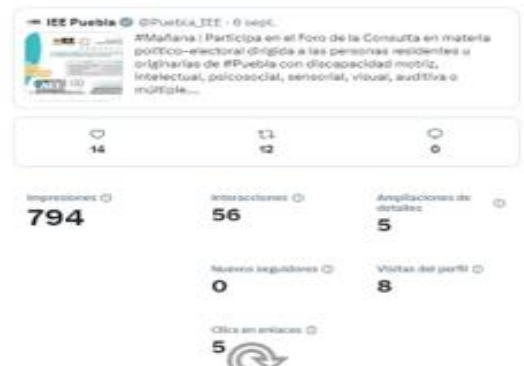 IEE Puebla @Puebla_IEE · 6 sept.
#Mañana | Participa en el Foro de la Consulta en materia
político-electoral dirigida a las personas residentes u
originarias de #Puebla con discapacidad motriz,
intelectual, psicosocial, sensorial, visual, auditiva o
múltiple...
14 12 0
Impresiones
794
Interacciones
56
Ampliaciones de
detalles
5
Nuevos seguidores
0
Visitas del perfil
8
Clics en enlaces
5